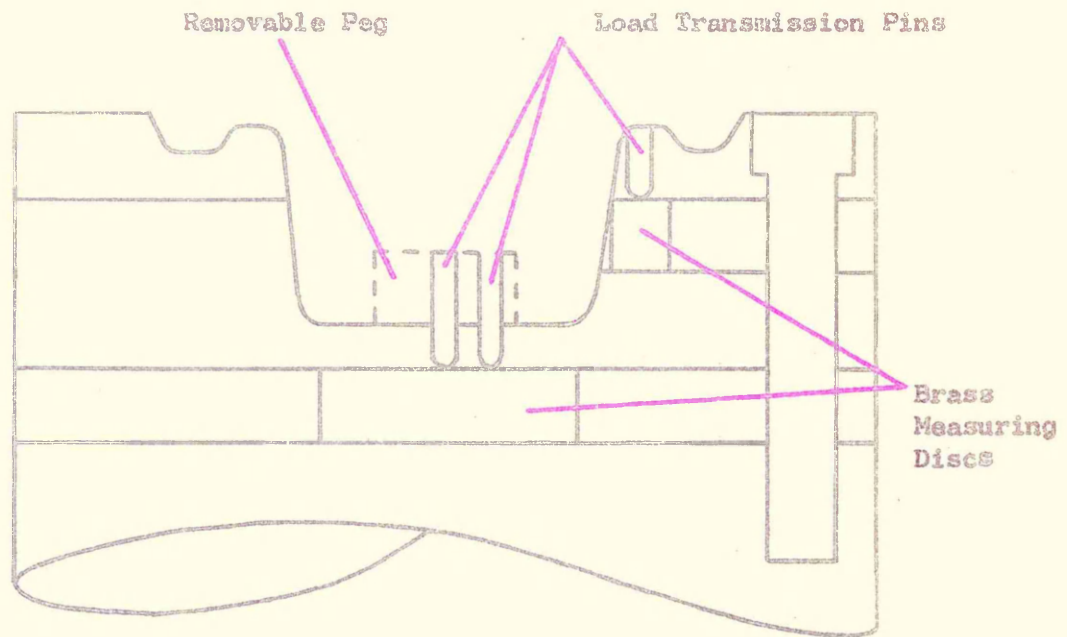 Removable Peg
Load Transmission Pins
Brass
Measuring
Discs